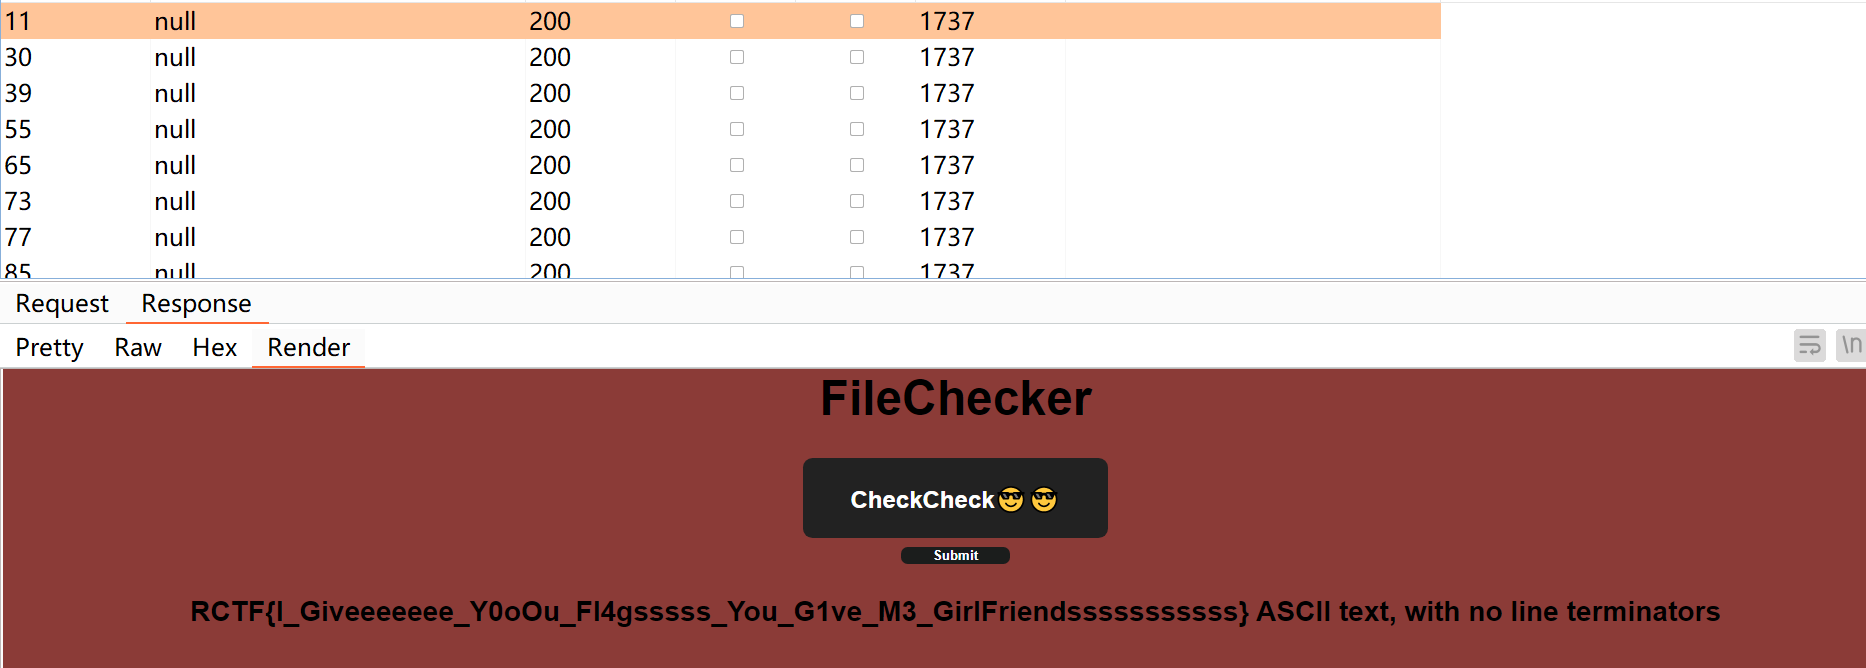 11 null 200 1737
30 null 200 1737
39 null 200 1737
55 null 200 1737
65 null 200 1737
73 null 200 1737
77 null 200 1737
85 null 200 1737
Request Response
Pretty Raw Hex Render \n
FileChecker
CheckCheck😎😎
Submit
RCTF{I_Giveeeeeee_Y0oOu_Fl4gsssss_You_G1ve_M3_GirlFriendsssssssssss} ASCII text, with no line terminators